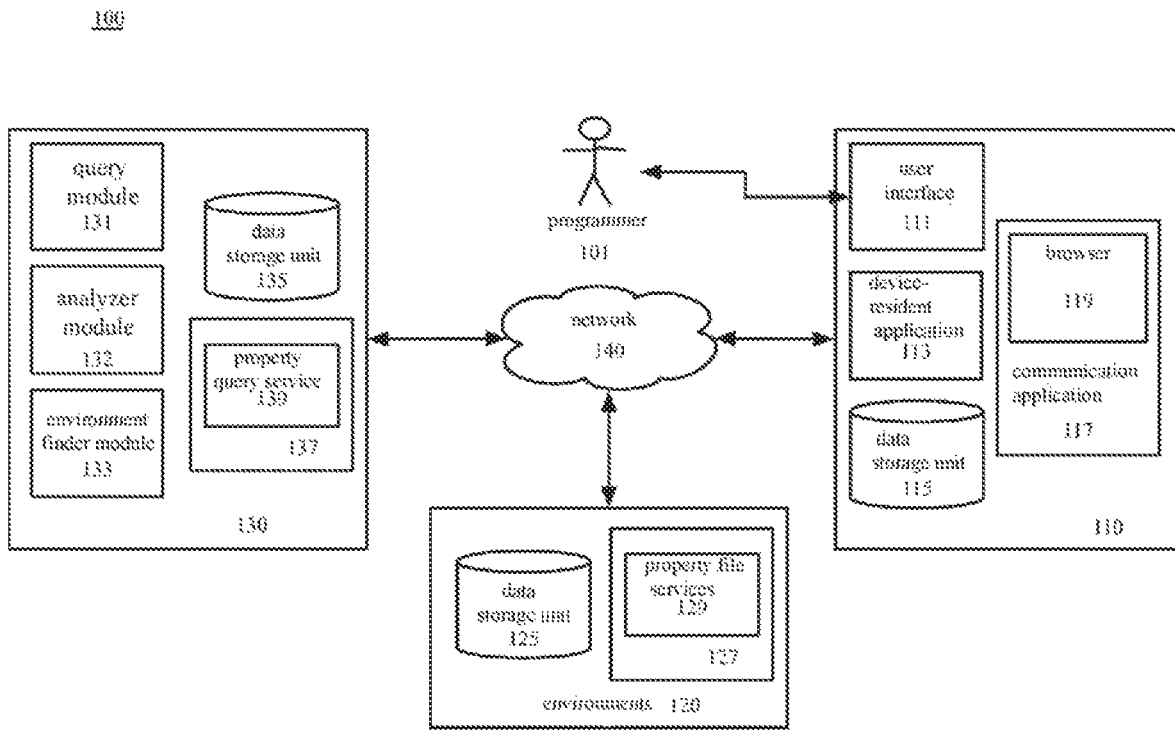 100
query
module
131
analyzer
module
132
environment
finder module
133
data
storage unit
135
property
query service
139
137
130
programmer
101
network
140
user
interface
111
device-
resident
application
113
data
storage unit
115
browser
119
communication
application
117
110
data
storage unit
125
property file
services
129
127
environments 120